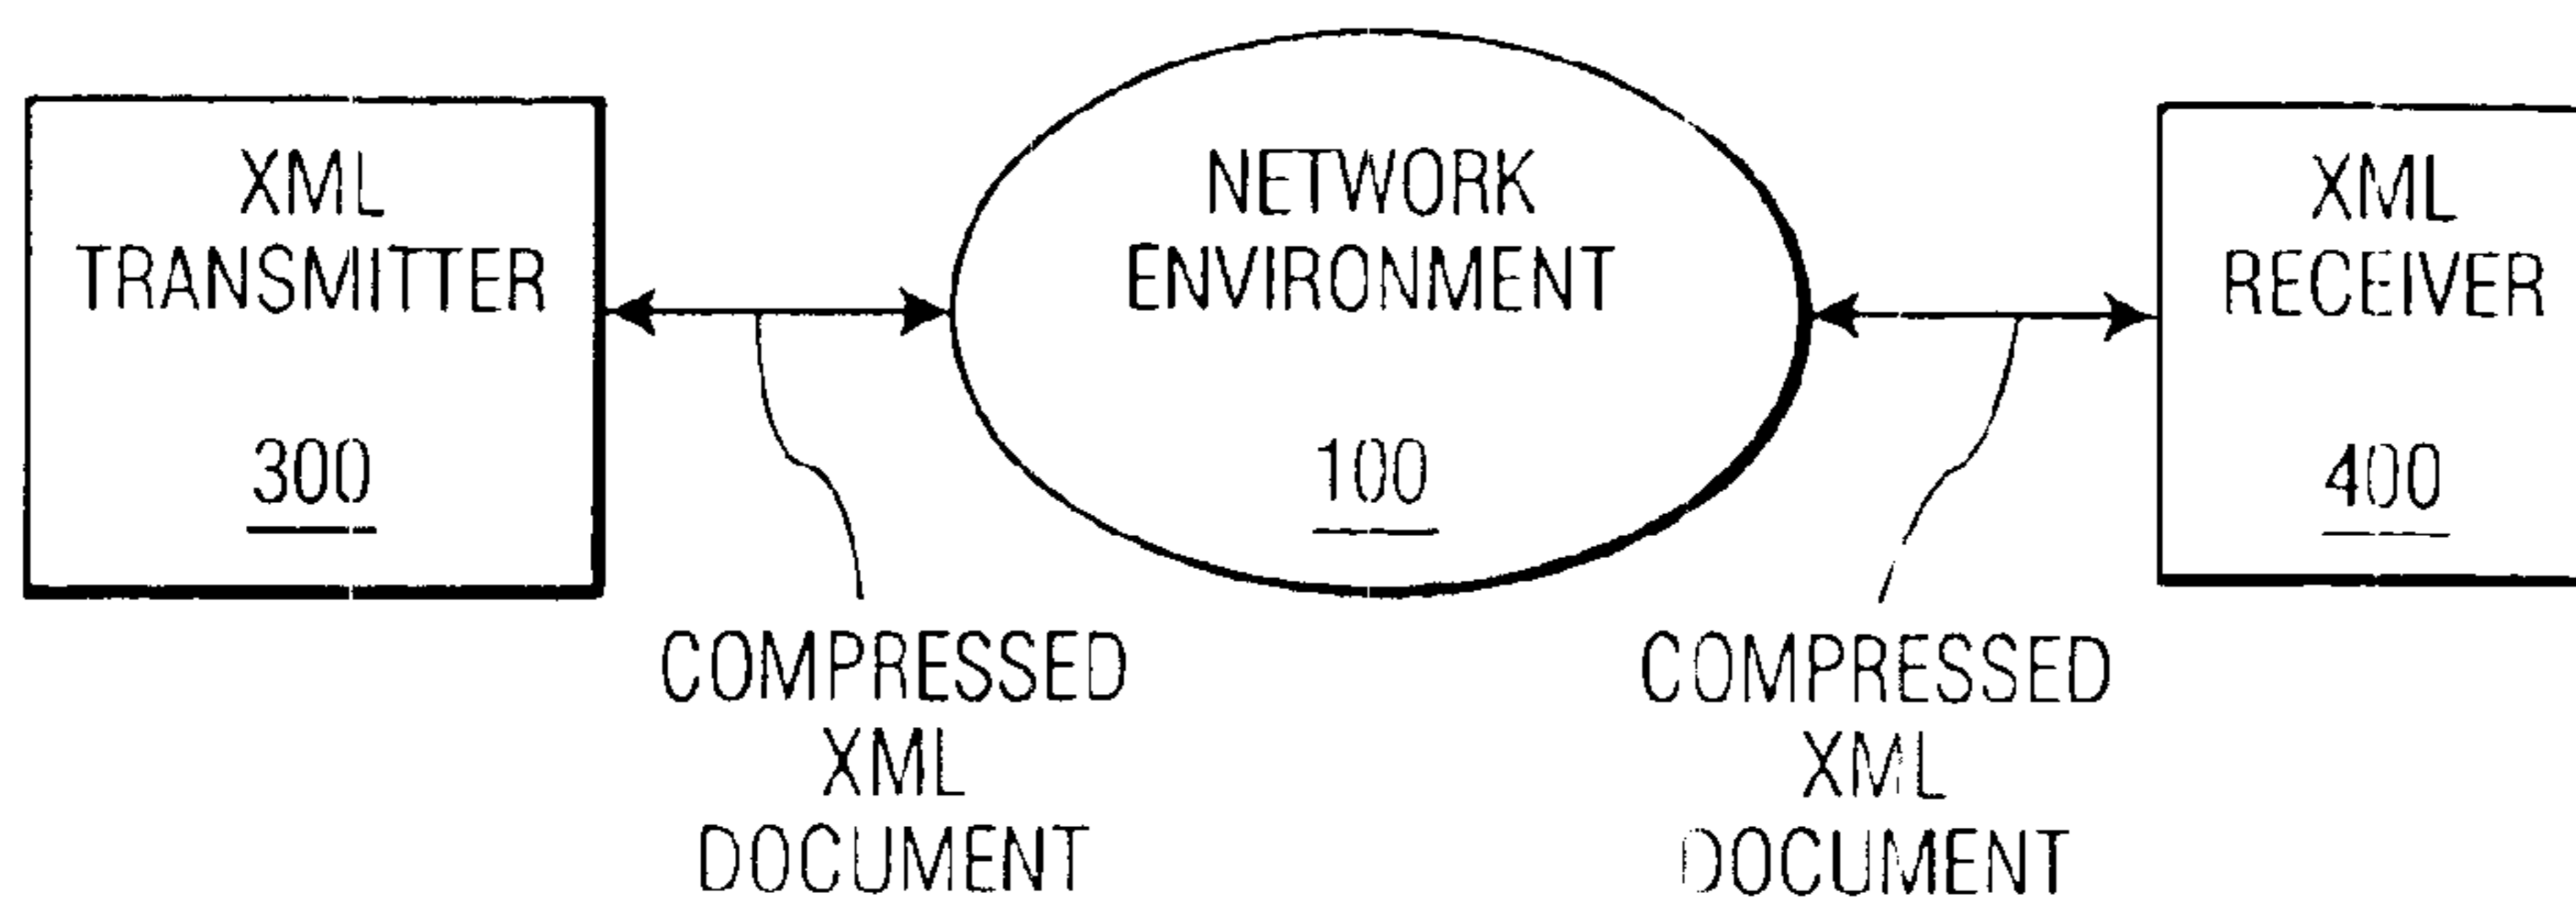 XML
TRANSMITTER
300
NETWORK
ENVIRONMENT
100
XML
RECEIVER
400
COMPRESSED
XML
DOCUMENT
COMPRESSED
XML
DOCUMENT